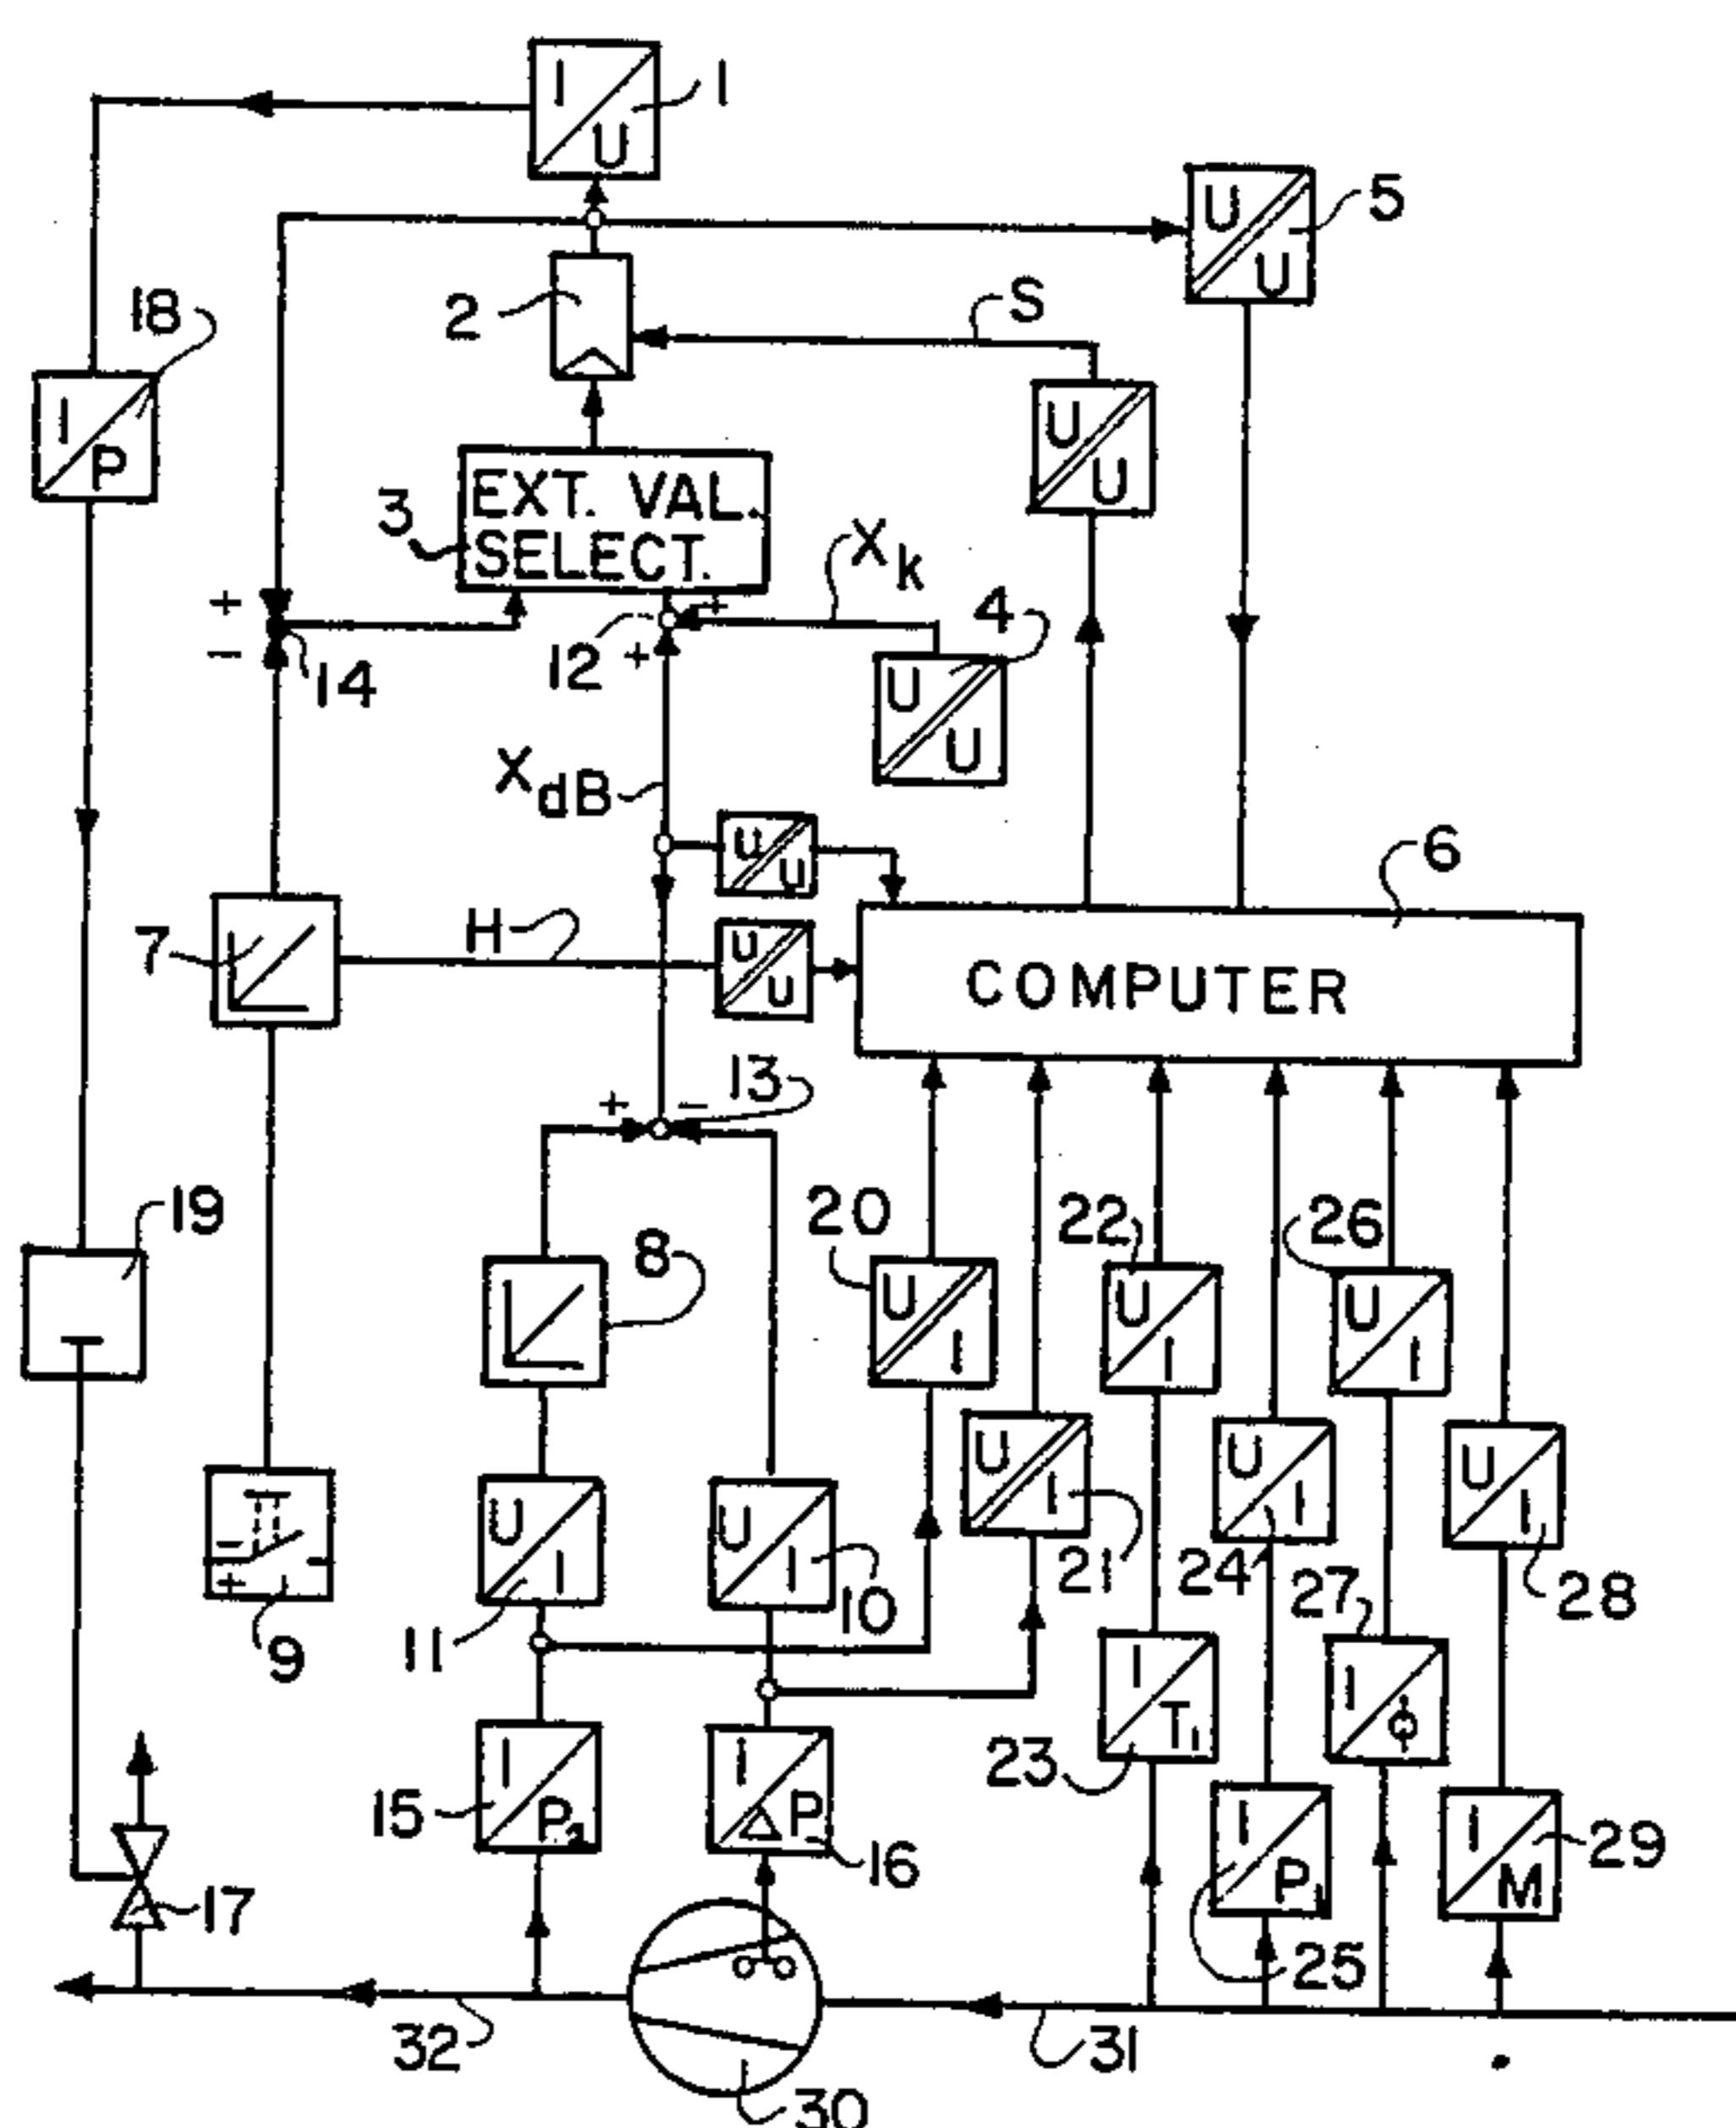 I
U
1
U
U
5
2
S
18
I
P
U
U
3
EXT. VAL.
SELECT.
Xk
+
+
12
+
-
14
4
U
U
XdB
U
U
6
7
H
U
U
COMPUTER
13
+
-
19
8
20
U
I
22
U
I
26
U
I
U
I
21
U
I
24
U
I
28
-
+
9
U
I
11
U
I
10
27
I
T1
23
I
Φ
15
I
P2
I
ΔP
16
I
P1
25
I
M
29
17
32
31
30